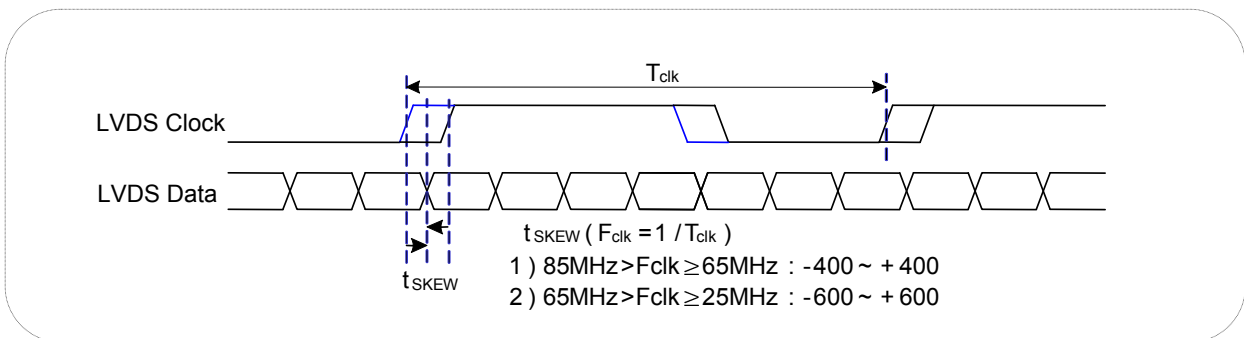 Tclk
LVDS Clock
LVDS Data
tSKEW ( Fclk = 1 / Tclk )
1 ) 85MHz>Fclk≥65MHz : -400 ~ + 400
tSKEW
2 ) 65MHz>Fclk≥25MHz : -600 ~ + 600